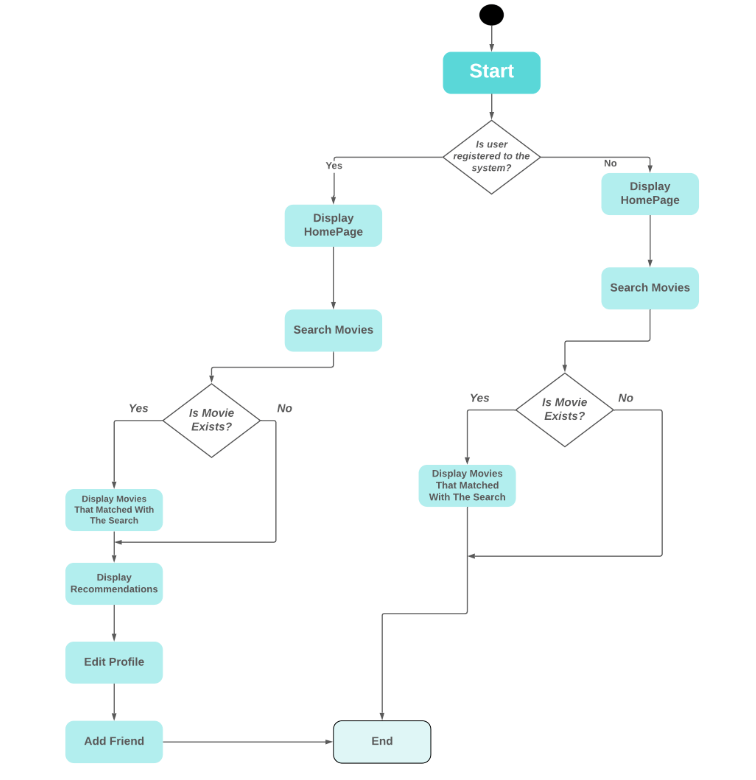 Start
Is user
registered to the
system?
Yes
No
Display
HomePage
Display
HomePage
Search Movies
Search Movies
Yes
Is Movie
Exists?
No
Yes
Is Movie
Exists?
No
Display Movies
That Matched
With The Search
Display Movies
That Matched With
The Search
Display
Recommendations
Edit Profile
Add Friend
End